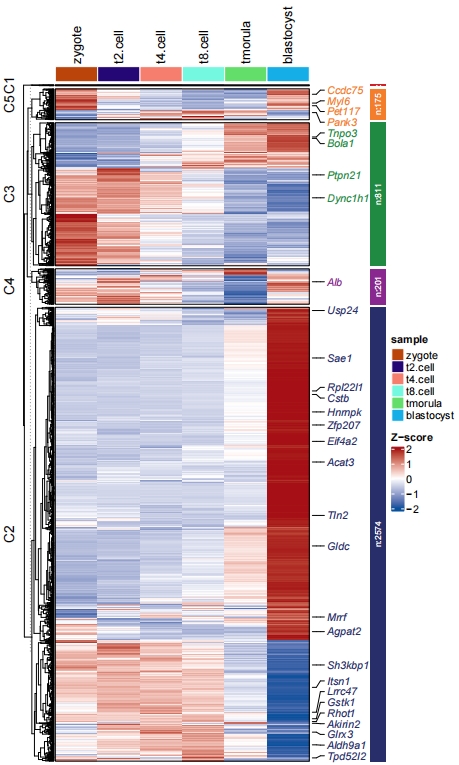 zygote
t2.cell
t4.cell
t8.cell
tmorula
blastocyst
C5C1
C3
C4
C2
Ccdc75
Myl6
Pet117
Pank3
Tnpo3
Bola1
Ptpn21
Dync1h1
Alb
Usp24
Sae1
Rpl22l1
Cstb
Hnrnpk
Zfp207
Eif4a2
Acat3
Tln2
Gldc
Mrrf
Agpat2
Sh3kbp1
Itsn1
Lrrc47
Gstk1
Rhot1
Akirin2
Glrx3
Aldh9a1
Tpd52l2
n:175
n:811
n:201
n:2574
sample
zygote
t2.cell
t4.cell
t8.cell
tmorula
blastocyst
Z−score
2
1
0
−1
−2